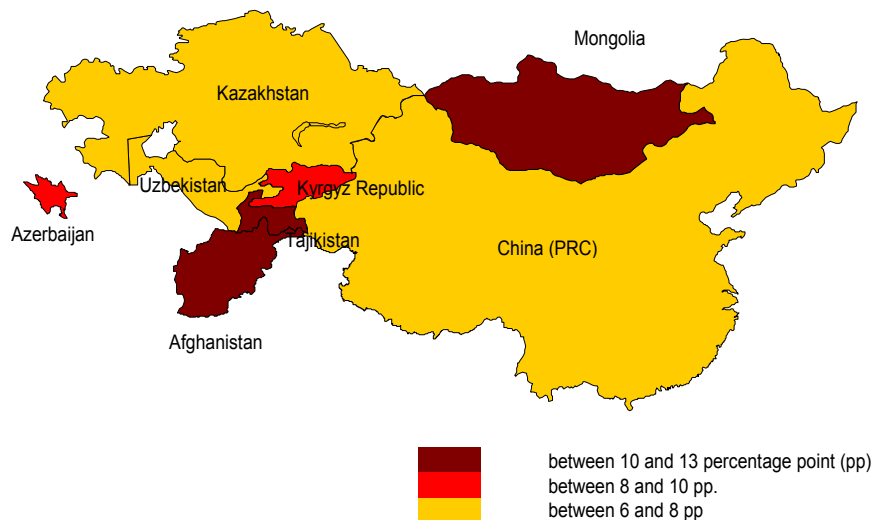 Mongolia
Kazakhstan
Uzbekistan
Kyrgyz Republic
Azerbaijan
Tajikistan
China (PRC)
Afghanistan
between 10 and 13 percentage point (pp)
between 8 and 10 pp.
between 6 and 8 pp